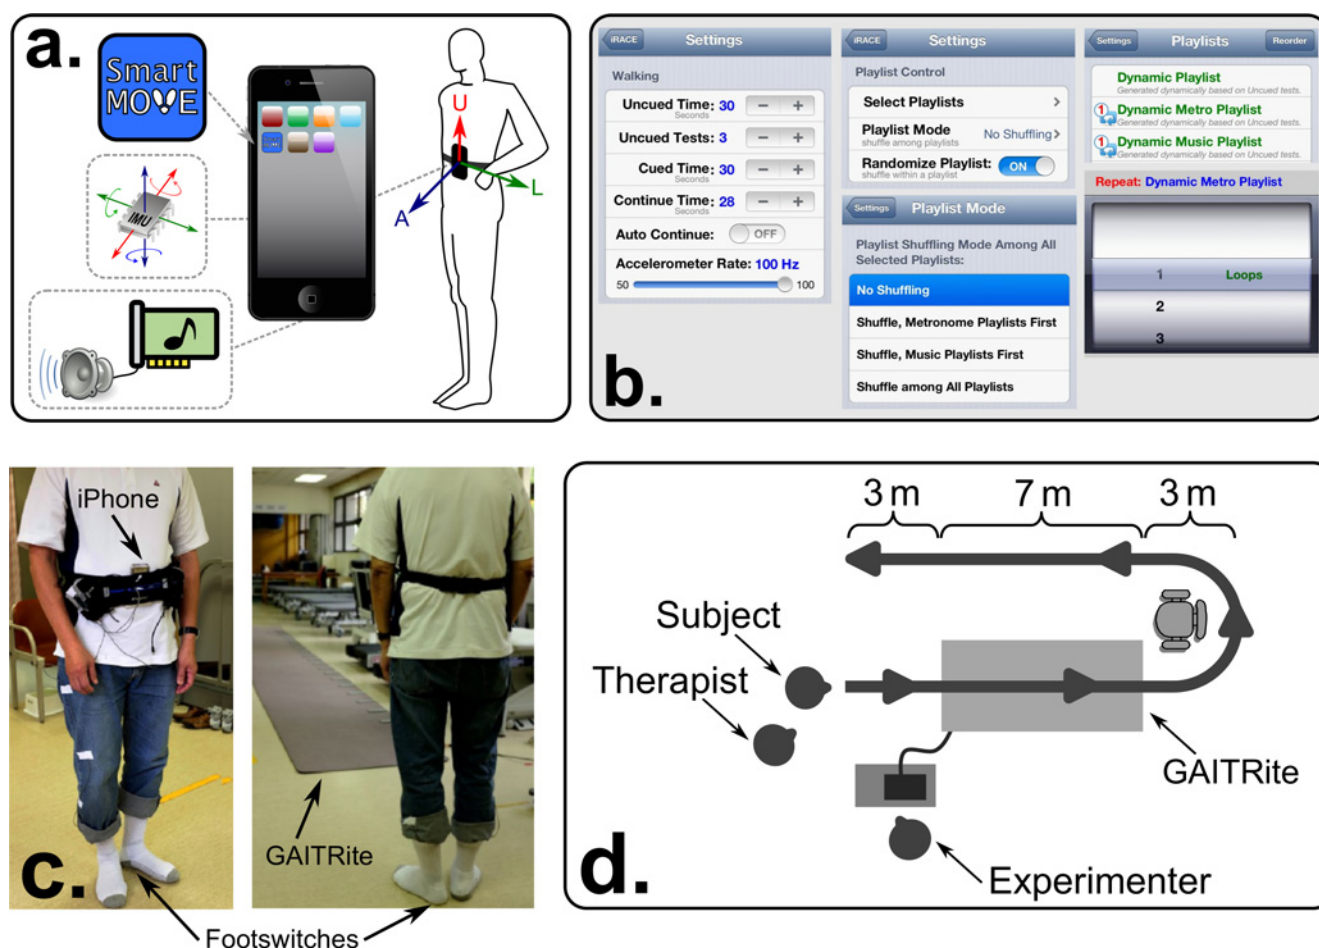 a.
Smart
MOVE
IMU
U
L
A
b.
iRACE
Settings
Walking
Uncued Time: 30
Seconds
Uncued Tests: 3
Cued Time: 30
Seconds
Continue Time: 28
Seconds
Auto Continue: OFF
Accelerometer Rate: 100 Hz
50 100
iRACE
Settings
Playlist Control
Select Playlists
Playlist Mode
shuffle among playlists
No Shuffling
Randomize Playlist:
shuffle within a playlist
ON
Settings
Playlist Mode
Playlist Shuffling Mode Among All
Selected Playlists:
No Shuffling
Shuffle, Metronome Playlists First
Shuffle, Music Playlists First
Shuffle among All Playlists
Settings
Playlists
Reorder
Dynamic Playlist
Generated dynamically based on Uncued tests.
1 Dynamic Metro Playlist
Generated dynamically based on Uncued tests.
1 Dynamic Music Playlist
Generated dynamically based on Uncued tests.
Repeat: Dynamic Metro Playlist
1 Loops
2
3
c.
iPhone
GAITRite
Footswitches
d.
3 m 7 m 3 m
Subject
Therapist
GAITRite
Experimenter